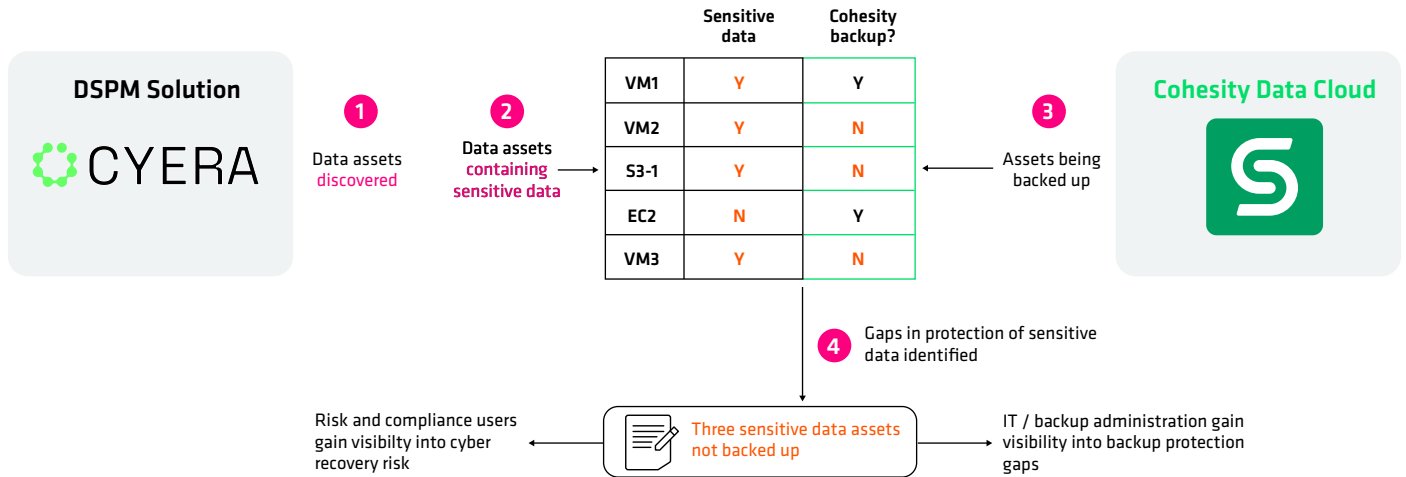 Sensitive
data
Cohesity
backup?
DSPM Solution
CYERA
1
Data assets
discovered
2
Data assets
containing
sensitive data
VM1 Y Y
VM2 Y N
S3-1 Y N
EC2 N Y
VM3 Y N
3
Assets being
backed up
Cohesity Data Cloud
S
4
Gaps in protection of sensitive
data identified
Risk and compliance users
gain visibilty into cyber
recovery risk
Three sensitive data assets
not backed up
IT / backup administration gain
visibility into backup protection
gaps